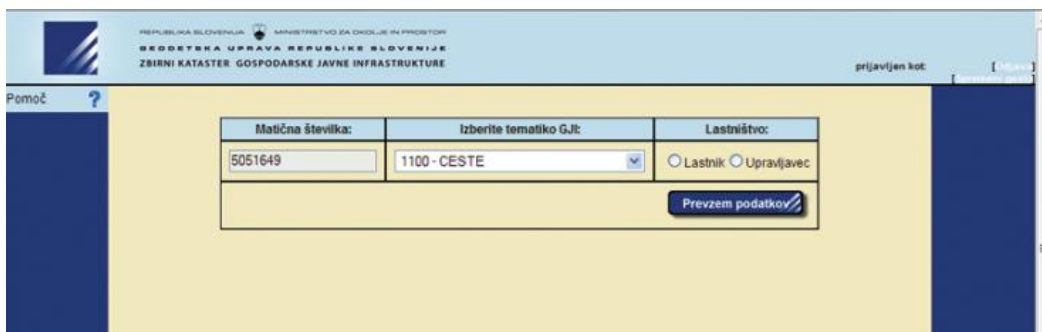 REPUBLIKA SLOVENIJA MINISTRSTVO ZA OKOLJE IN PROSTOR
GEODETSKA UPRAVA REPUBLIKE SLOVENIJE
ZBIRNI KATASTER GOSPODARSKE JAVNE INFRASTRUKTURE
prijavljen kot:
[Odjava]
Pomoč ?
Matična številka: Izberite tematiko GJI: Lastništvo:
5051649 1100 - CESTE Lastnik Upravljavec
Prevzem podatkov